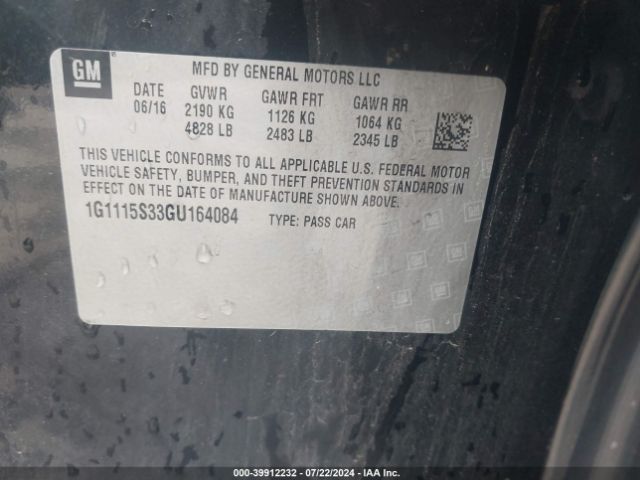 GM
MFD BY GENERAL MOTORS LLC
DATE GVWR GAWR FRT GAWR RR
06/16 2190 KG 1126 KG 1064 KG
4828 LB 2483 LB 2345 LB
THIS VEHICLE CONFORMS TO ALL APPLICABLE U.S. FEDERAL MOTOR
VEHICLE SAFETY, BUMPER, AND THEFT PREVENTION STANDARDS IN
EFFECT ON THE DATE OF MANUFACTURE SHOWN ABOVE.
1G1115S33GU164084 TYPE: PASS CAR
000-39912232 - 07/22/2024 - IAA Inc.